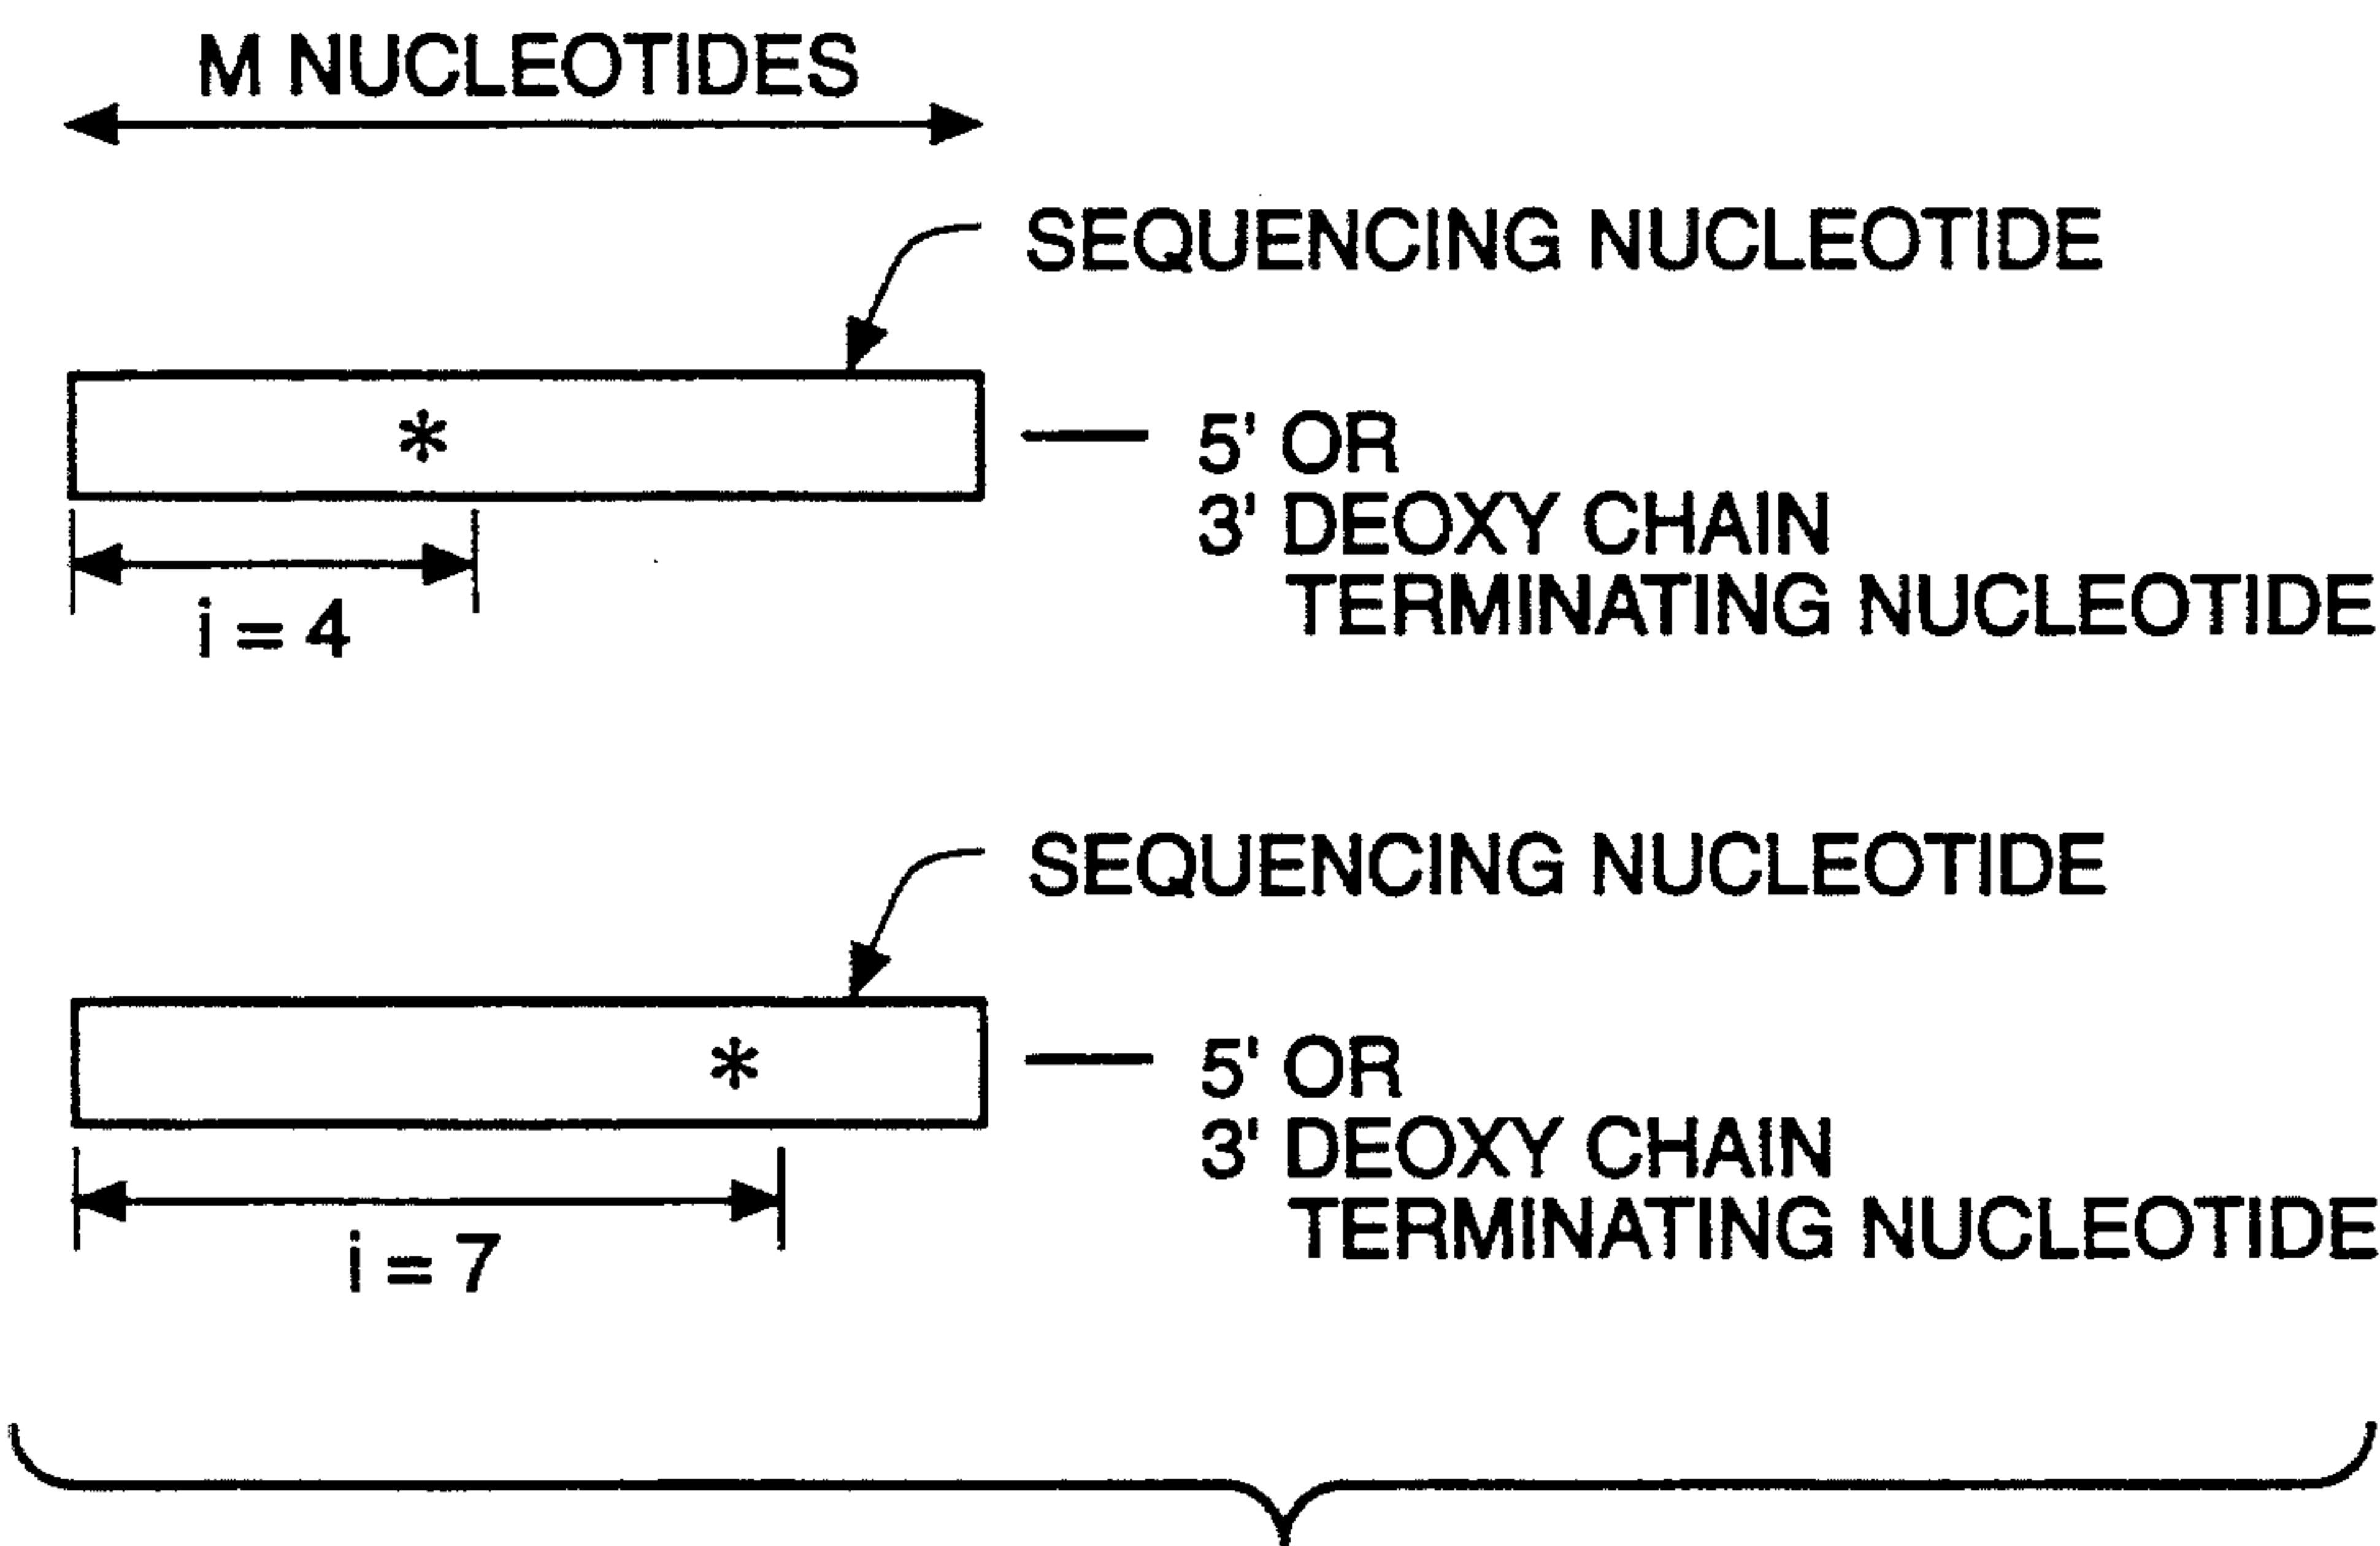 M NUCLEOTIDES
SEQUENCING NUCLEOTIDE
*
5' OR
3' DEOXY CHAIN
TERMINATING NUCLEOTIDE
i = 4
SEQUENCING NUCLEOTIDE
*
5' OR
3' DEOXY CHAIN
TERMINATING NUCLEOTIDE
i = 7